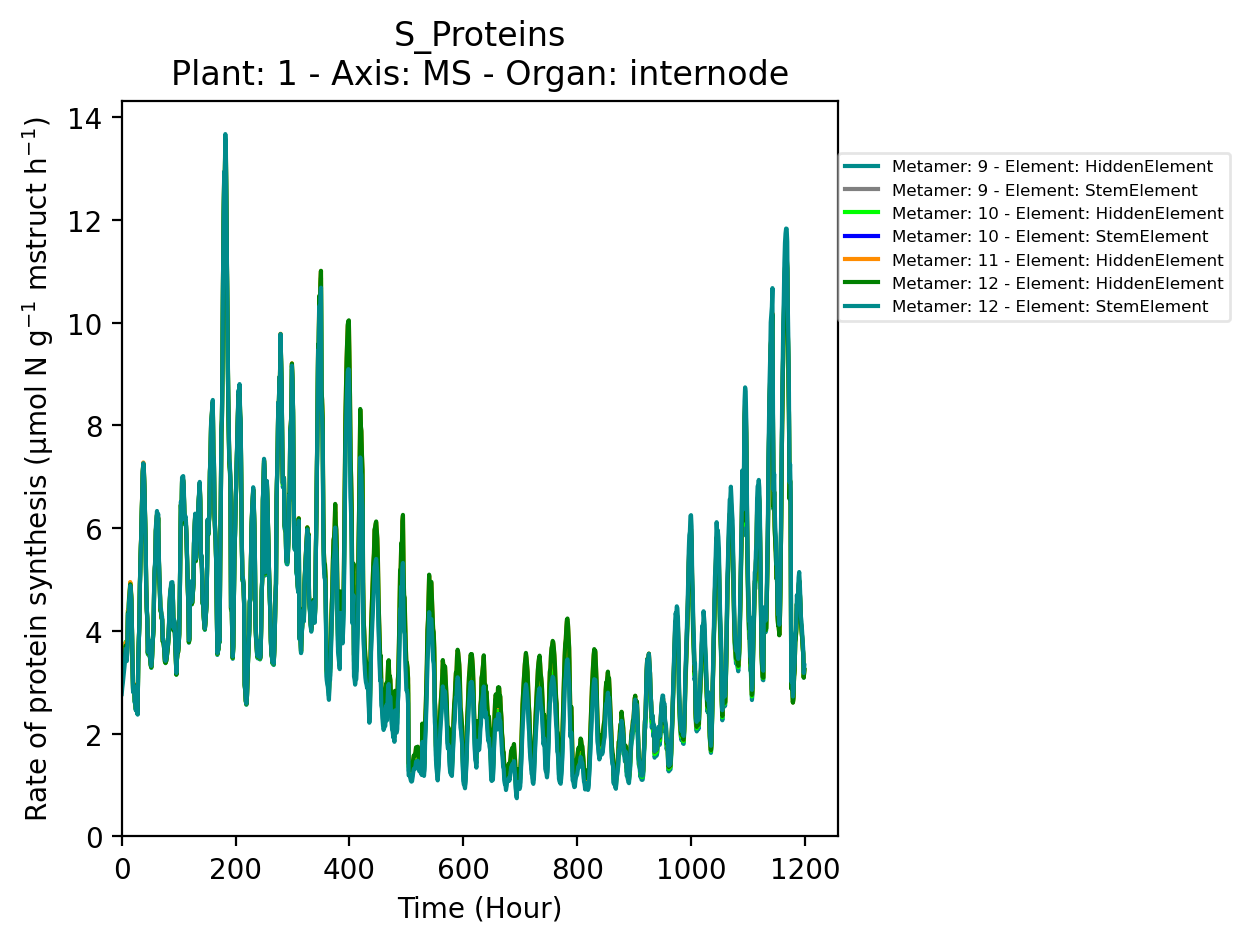 S_Proteins
Plant: 1 - Axis: MS - Organ: internode
Rate of protein synthesis (µmol N g⁻¹ mstruct h⁻¹)
14
12
10
8
6
4
2
0
0 200 400 600 800 1000 1200
Time (Hour)
Metamer: 9 - Element: HiddenElement
Metamer: 9 - Element: StemElement
Metamer: 10 - Element: HiddenElement
Metamer: 10 - Element: StemElement
Metamer: 11 - Element: HiddenElement
Metamer: 12 - Element: HiddenElement
Metamer: 12 - Element: StemElement